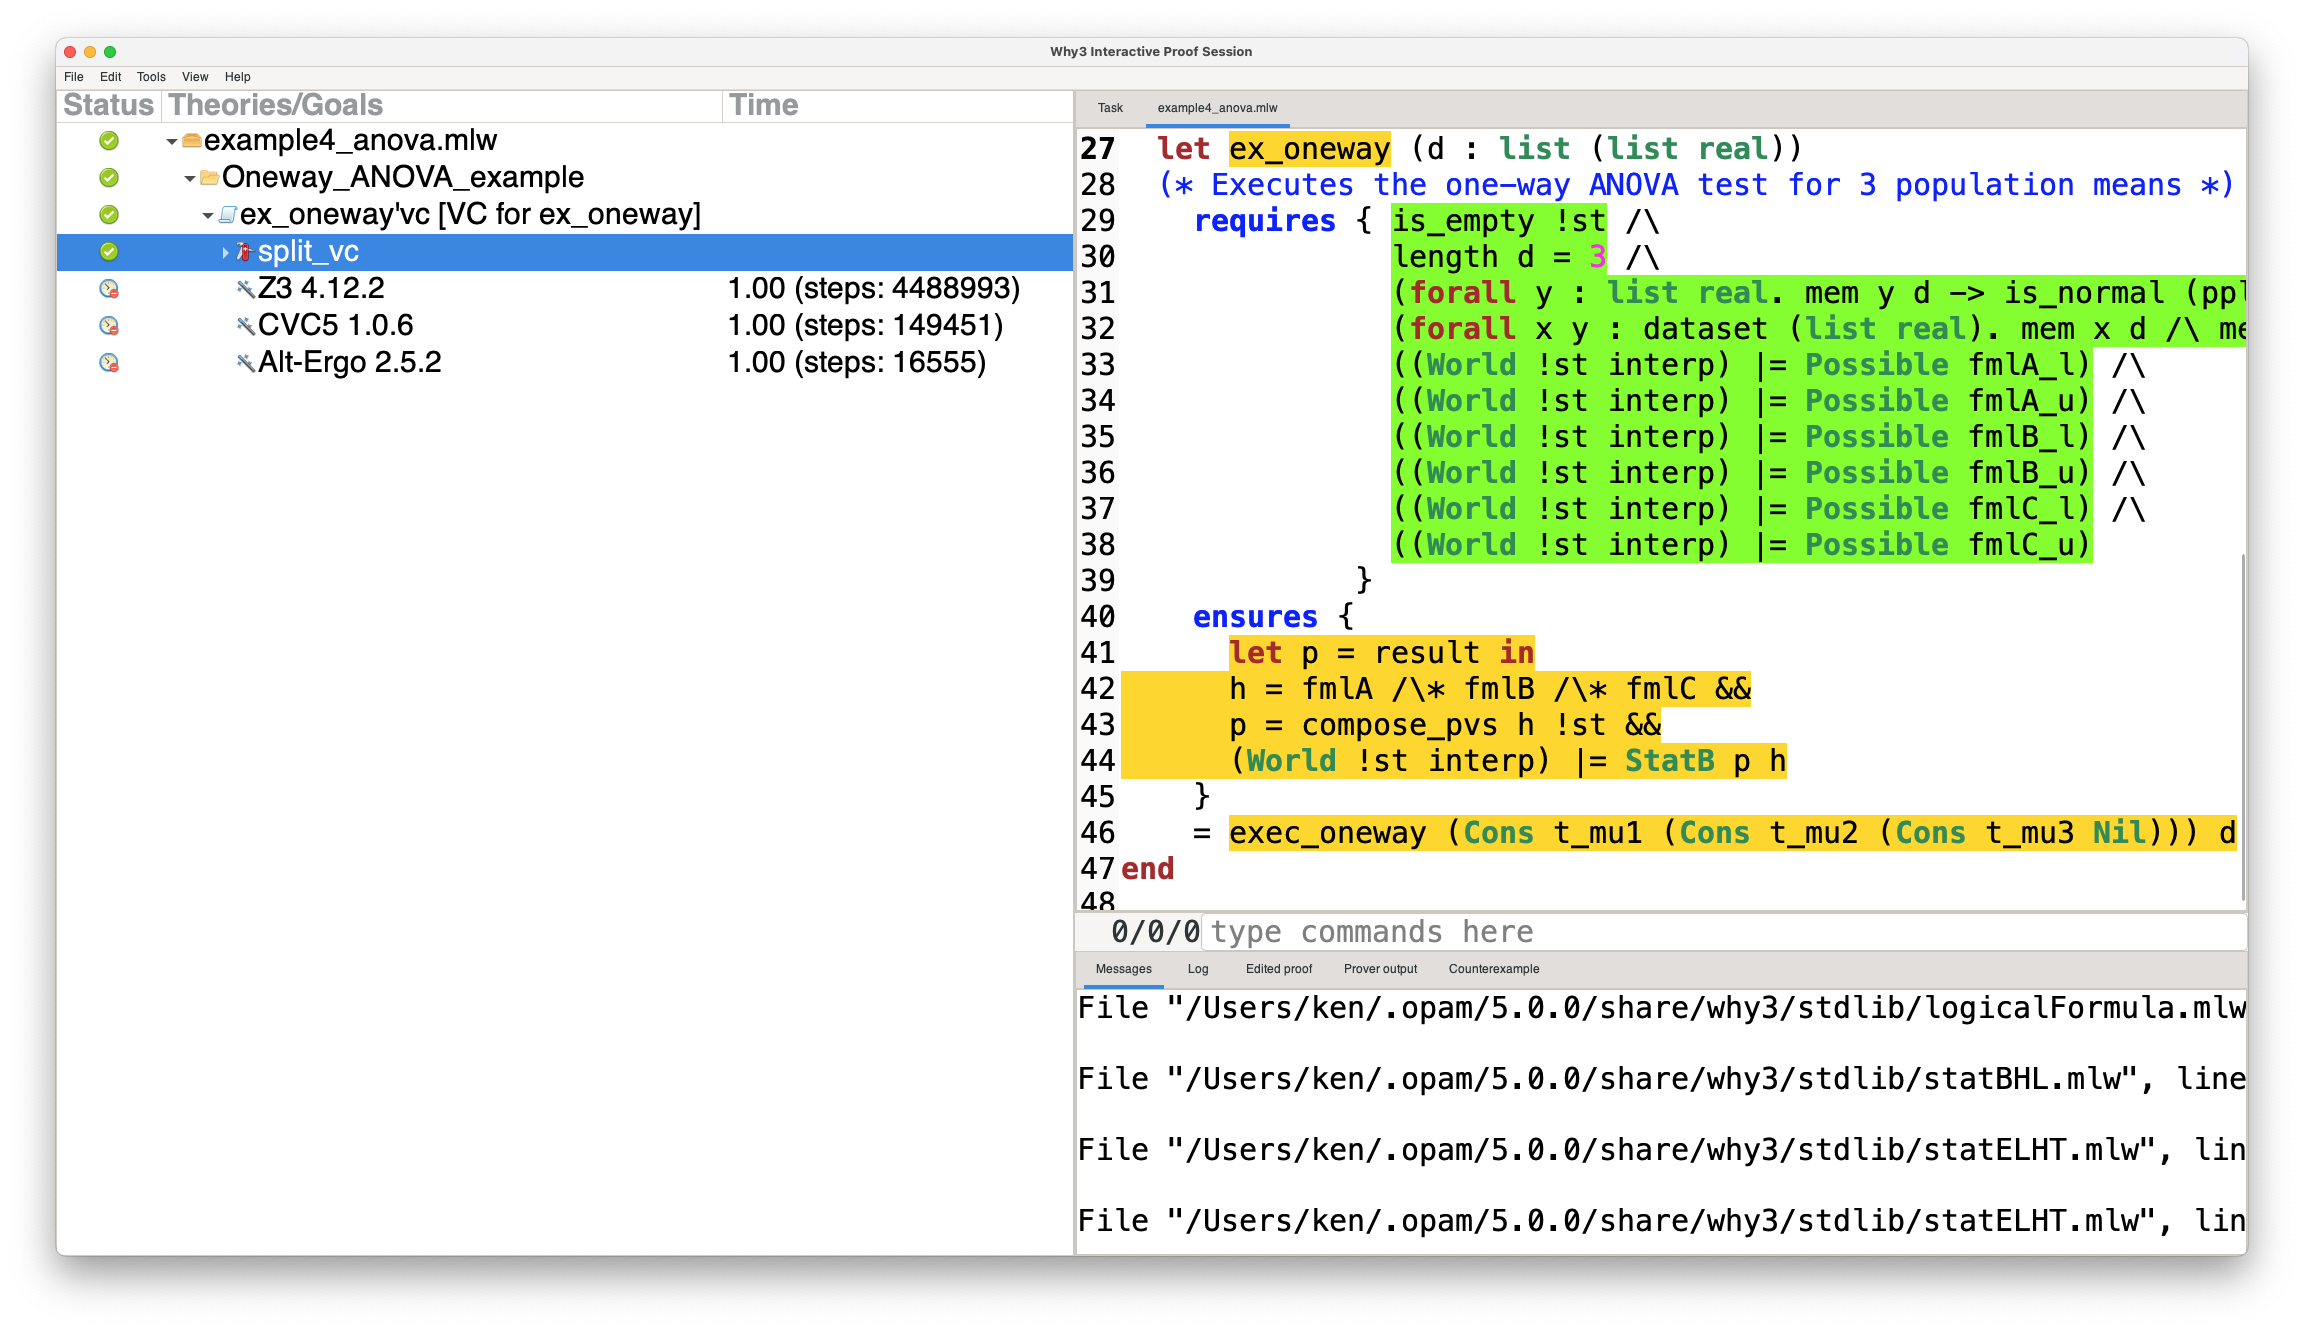 Why3 Interactive Proof Session
File Edit Tools View Help
Status Theories/Goals Time
example4_anova.mlw
Oneway_ANOVA_example
ex_oneway'vc [VC for ex_oneway]
split_vc
Z3 4.12.2 1.00 (steps: 4488993)
CVC5 1.0.6 1.00 (steps: 149451)
Alt-Ergo 2.5.2 1.00 (steps: 16555)
Task example4_anova.mlw
27 let ex_oneway (d : list (list real))
28 (* Executes the one-way ANOVA test for 3 population means *)
29 requires { is_empty !st /\
30 length d = 3 /\
31 (forall y : list real. mem y d -> is_normal (ppl
32 (forall x y : dataset (list real). mem x d /\ me
33 ((World !st interp) |= Possible fmlA_l) /\
34 ((World !st interp) |= Possible fmlA_u) /\
35 ((World !st interp) |= Possible fmlB_l) /\
36 ((World !st interp) |= Possible fmlB_u) /\
37 ((World !st interp) |= Possible fmlC_l) /\
38 ((World !st interp) |= Possible fmlC_u)
39 }
40 ensures {
41 let p = result in
42 h = fmlA /\* fmlB /\* fmlC &&
43 p = compose_pvs h !st &&
44 (World !st interp) |= StatB p h
45 }
46 = exec_oneway (Cons t_mu1 (Cons t_mu2 (Cons t_mu3 Nil))) d
47 end
48
0/0/0 type commands here
Messages Log Edited proof Prover output Counterexample
File "/Users/ken/.opam/5.0.0/share/why3/stdlib/logicalFormula.mlw
File "/Users/ken/.opam/5.0.0/share/why3/stdlib/statBHL.mlw", line
File "/Users/ken/.opam/5.0.0/share/why3/stdlib/statELHT.mlw", lin
File "/Users/ken/.opam/5.0.0/share/why3/stdlib/statELHT.mlw", lin